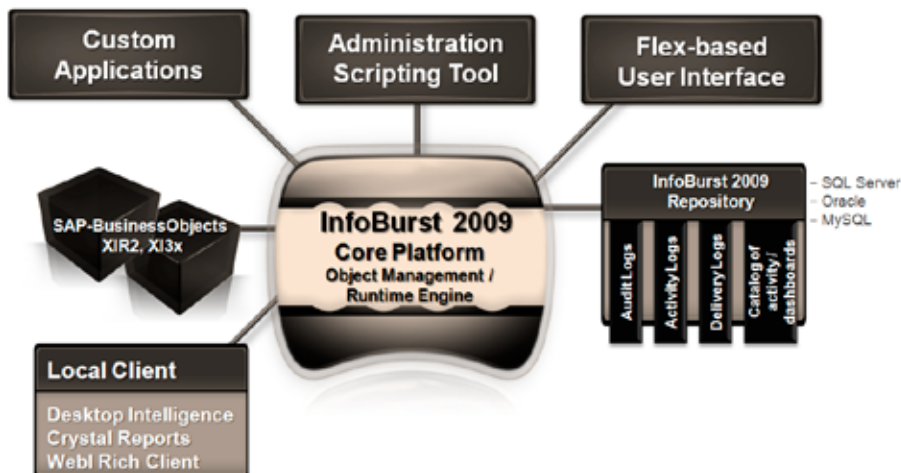 Custom
Applications
Administration
Scripting Tool
Flex-based
User Interface
SAP-BusinessObjects
XIR2, XI3x
InfoBurst 2009
Core Platform
Object Management /
Runtime Engine
InfoBurst 2009
Repository
SQL Server
Oracle
MySQL
Audit Logs
Activity Logs
Delivery Logs
Catalog of
activity /
dashboards
Local Client
Desktop Intelligence
Crystal Reports
WebI Rich Client